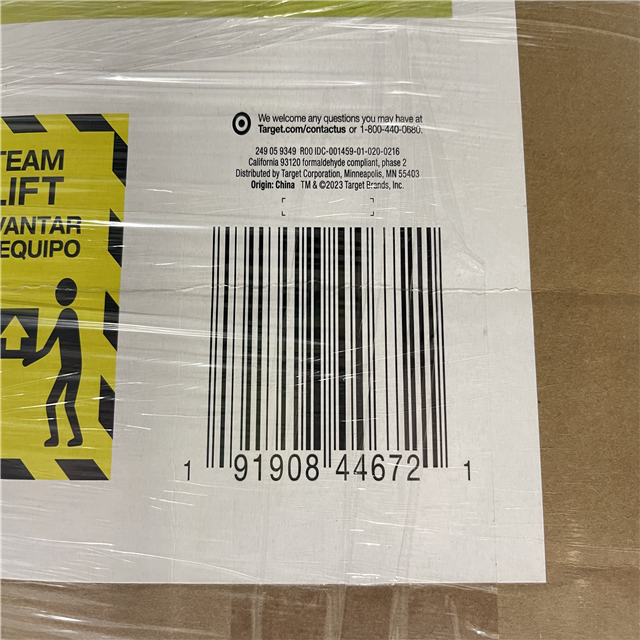 We welcome any questions you may have at
Target.com/contactus or 1-800-440-0680.
249 05 9349 R00 IDC-001459-01-020-0216
California 93120 formaldehyde compliant, phase 2
Distributed by Target Corporation, Minneapolis, MN 55403
Origin: China TM & ©2023 Target Brands, Inc.
TEAM
LIFT
VANTAR
EQUIPO
1 91908 44672 1